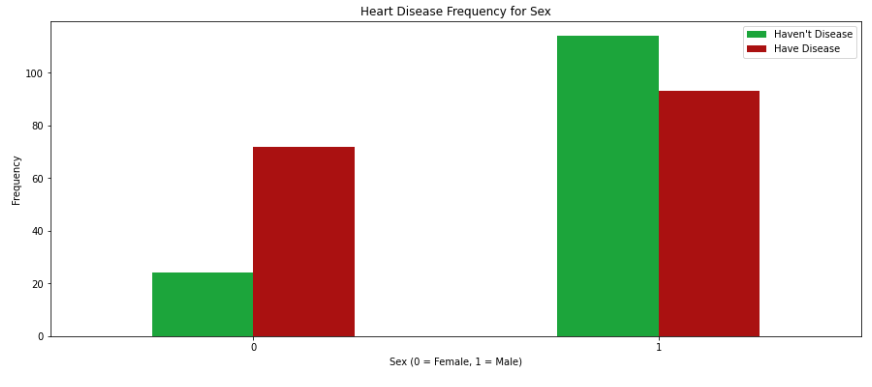 Heart Disease Frequency for Sex
Haven't Disease
Have Disease
Frequency
100
80
60
40
20
0
0
1
Sex (0 = Female, 1 = Male)